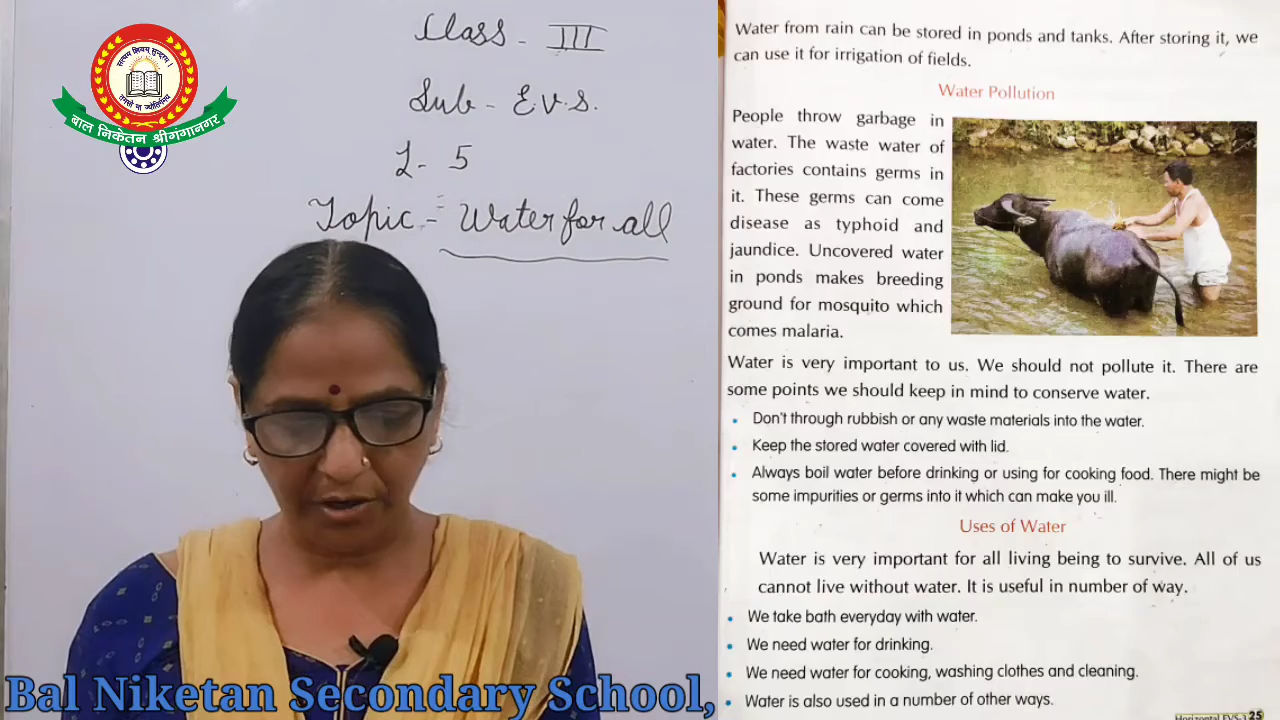 सत्यम शिवम सुन्दरम
तमसो मा ज्योतिर्गमय
बाल निकेतन श्रीगंगानगर
Class - III
Sub - E.V.S.
L - 5
Topic - Water for all
Bal Niketan Secondary School,
Water from rain can be stored in ponds and tanks. After storing it, we
can use it for irrigation of fields.
Water Pollution
People throw garbage in
water. The waste water of
factories contains germs in
it. These germs can come
disease as typhoid and
jaundice. Uncovered water
in ponds makes breeding
ground for mosquito which
comes malaria.
Water is very important to us. We should not pollute it. There are
some points we should keep in mind to conserve water.
• Don't through rubbish or any waste materials into the water.
• Keep the stored water covered with lid.
• Always boil water before drinking or using for cooking food. There might be
some impurities or germs into it which can make you ill.
Uses of Water
Water is very important for all living being to survive. All of us
cannot live without water. It is useful in number of way.
• We take bath everyday with water.
• We need water for drinking.
• We need water for cooking, washing clothes and cleaning.
• Water is also used in a number of other ways.
Horizontal EVS-3 25